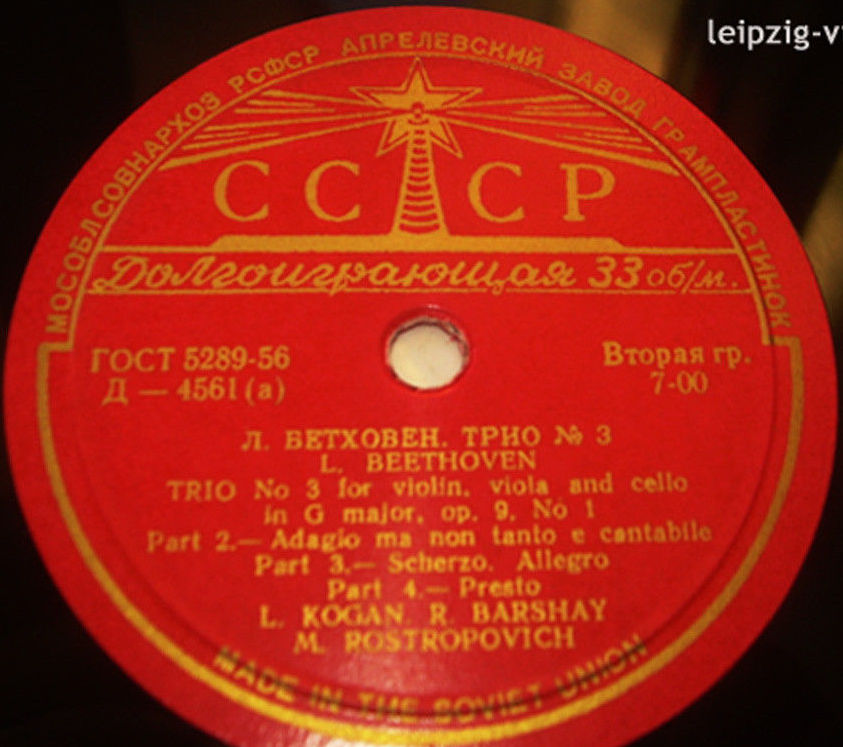 leipzig-v
МОСОБЛСОВНАРХОЗ РСФСР АПРЕЛЕВСКИЙ ЗАВОД ГРАМПЛАСТИНОК
СССР
Долгоиграющая 33 об/м.
ГОСТ 5289-56
Д — 4561 (а)
Вторая гр.
7-00
Л. БЕТХОВЕН. ТРИО № 3
L. BEETHOVEN
TRIO No 3 for violin, viola and cello
in G major, op. 9, No 1
Part 2.— Adagio ma non tanto e cantabile
Part 3.— Scherzo. Allegro
Part 4.— Presto
L. KOGAN. R. BARSHAY
M. ROSTROPOVICH
MADE IN THE SOVIET UNION